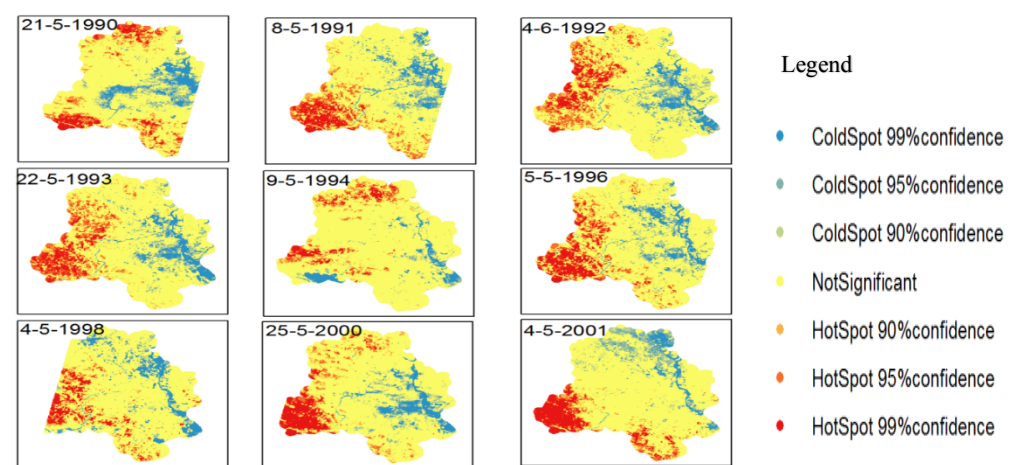 21-5-1990
8-5-1991
4-6-1992
22-5-1993
9-5-1994
5-5-1996
4-5-1998
25-5-2000
4-5-2001
Legend
ColdSpot 99%confidence
ColdSpot 95%confidence
ColdSpot 90%confidence
NotSignificant
HotSpot 90%confidence
HotSpot 95%confidence
HotSpot 99%confidence